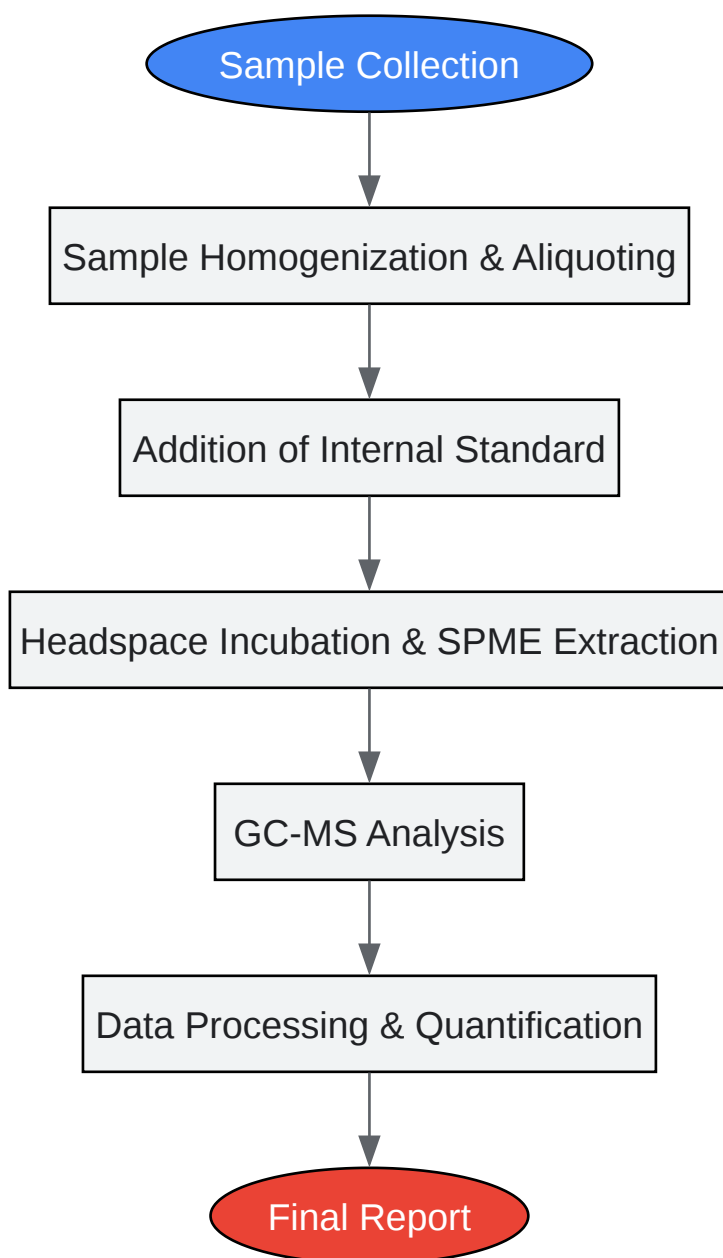 Sample Collection
Sample Homogenization & Aliquoting
Addition of Internal Standard
Headspace Incubation & SPME Extraction
GC-MS Analysis
Data Processing & Quantification
Final Report